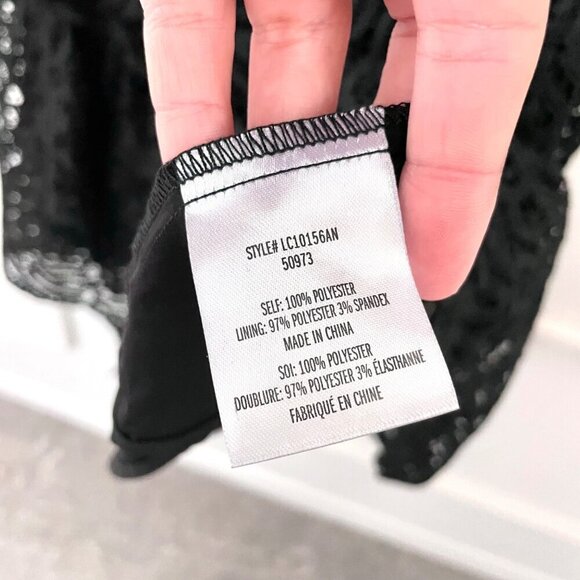 STYLE# LC10156AN
50973
SELF: 100% POLYESTER
LINING: 97% POLYESTER 3% SPANDEX
MADE IN CHINA
SOI: 100% POLYESTER
DOUBLURE: 97% POLYESTER 3% ÉLASTHANNE
FABRIQUÉ EN CHINE